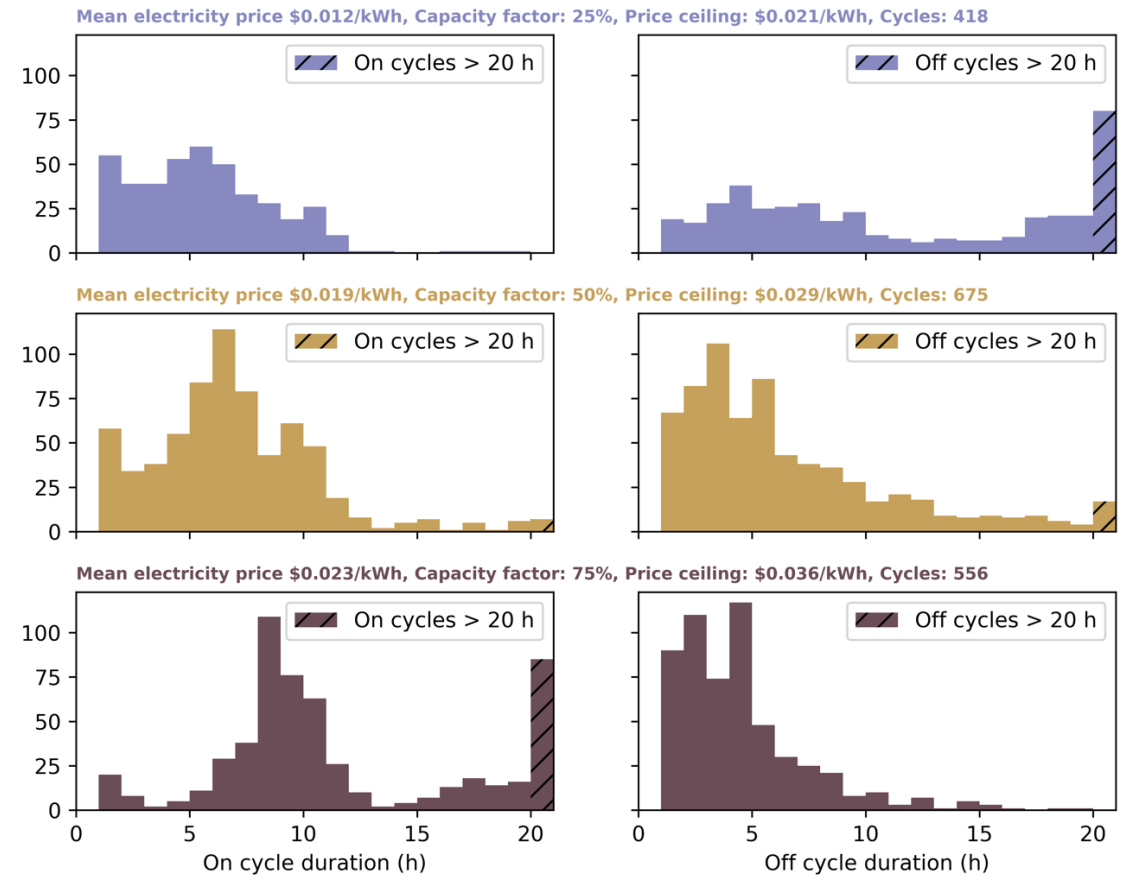 Mean electricity price $0.012/kWh, Capacity factor: 25%, Price ceiling: $0.021/kWh, Cycles: 418
100
75
50
25
0
On cycles > 20 h
Off cycles > 20 h
Mean electricity price $0.019/kWh, Capacity factor: 50%, Price ceiling: $0.029/kWh, Cycles: 675
100
75
50
25
0
On cycles > 20 h
Off cycles > 20 h
Mean electricity price $0.023/kWh, Capacity factor: 75%, Price ceiling: $0.036/kWh, Cycles: 556
100
75
50
25
0
On cycles > 20 h
Off cycles > 20 h
0 5 10 15 20
0 5 10 15 20
On cycle duration (h)
Off cycle duration (h)